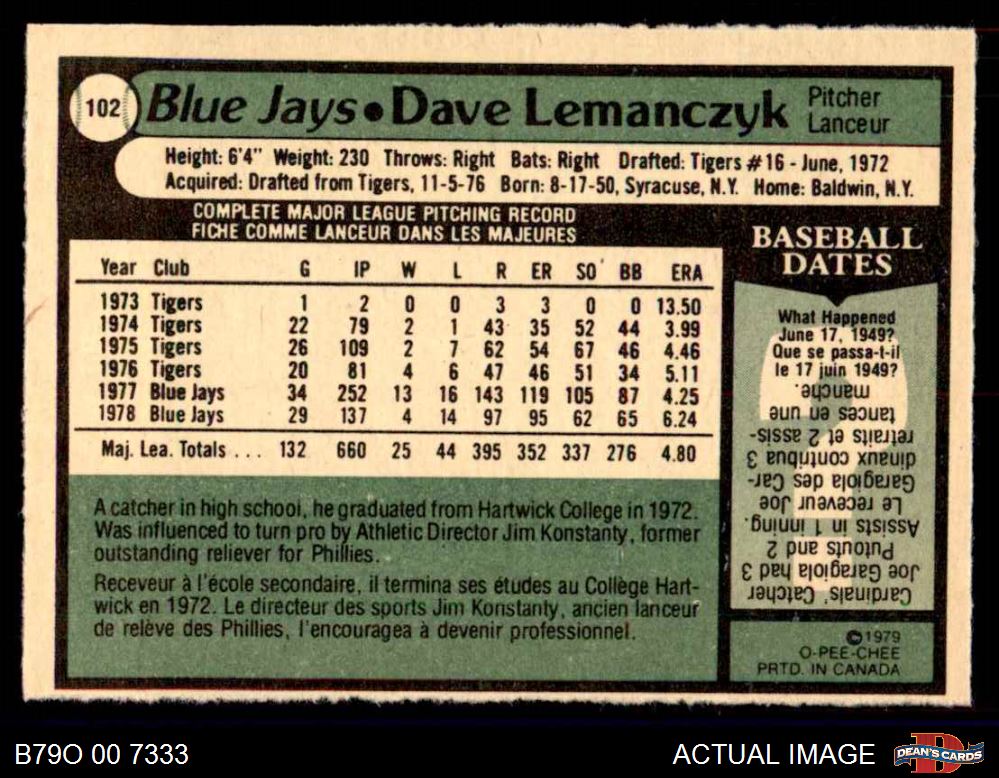 102 Blue Jays • Dave Lemanczyk Pitcher
Lanceur
Height: 6'4" Weight: 230 Throws: Right Bats: Right Drafted: Tigers #16 - June, 1972
Acquired: Drafted from Tigers, 11-5-76 Born: 8-17-50, Syracuse, N.Y. Home: Baldwin, N.Y.
COMPLETE MAJOR LEAGUE PITCHING RECORD
FICHE COMME LANCEUR DANS LES MAJEURES
Year Club G IP W L R ER SO BB ERA
1973 Tigers 1 2 0 0 3 3 0 0 13.50
1974 Tigers 22 79 2 1 43 35 52 44 3.99
1975 Tigers 26 109 2 7 62 54 67 46 4.46
1976 Tigers 20 81 4 6 47 46 51 34 5.11
1977 Blue Jays 34 252 13 16 143 119 105 87 4.25
1978 Blue Jays 29 137 4 14 97 95 62 65 6.24
Maj. Lea. Totals . . . 132 660 25 44 395 352 337 276 4.80
A catcher in high school, he graduated from Hartwick College in 1972.
Was influenced to turn pro by Athletic Director Jim Konstanty, former
outstanding reliever for Phillies.
Receveur à l'école secondaire, il termina ses études au Collège Hart-
wick en 1972. Le directeur des sports Jim Konstanty, ancien lanceur
de relève des Phillies, l'encouragea à devenir professionnel.
BASEBALL
DATES
What Happened
June 17, 1949?
Que se passa-t-il
le 17 juin 1949?
Cardinals' Catcher
Joe Garagiola had 3
Putouts and 2
Assists in 1 inning.
Le receveur Joe
Garagiola des Car-
dinaux contribua 3
retraits et 2 assis-
tances en une
manche.
©1979
O-PEE-CHEE
PRTD. IN CANADA
B79O 00 7333
ACTUAL IMAGE
DEAN'S CARDS